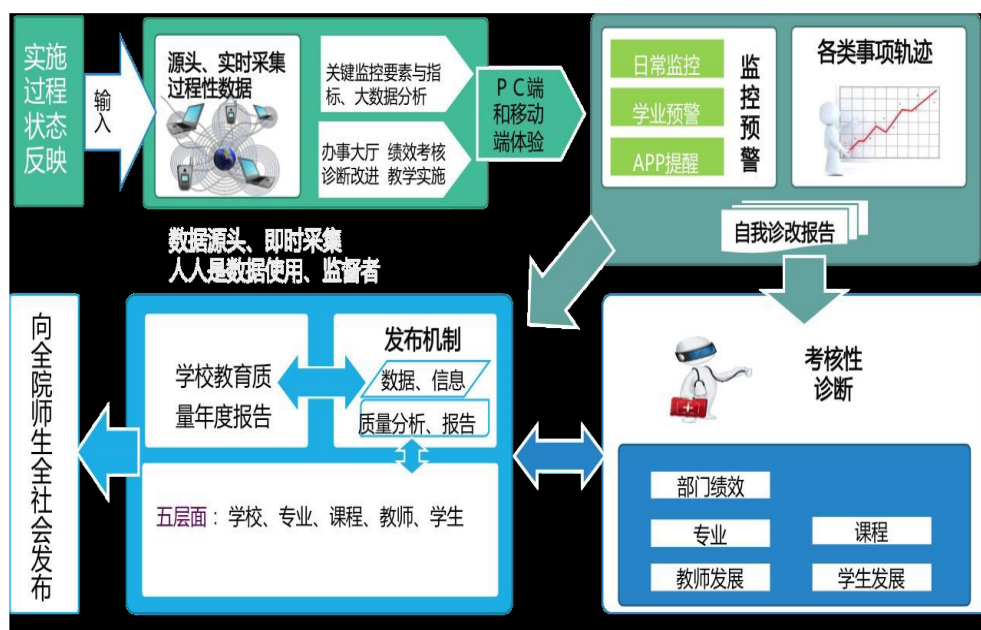 实施
过程
状态
反映
输
入
源头、实时采集
过程性数据
关键监控要素与指
标、大数据分析
办事大厅 绩效考核
诊断改进 教学实施
PC端
和移动
端体验
日常监控
学业预警
APP提醒
监
控
预
警
各类事项轨迹
自我诊改报告
数据源头、即时采集
人人是数据使用、监督者
向
全
院
师
生
全
社
会
发
布
学校教育质
量年度报告
发布机制
数据、信息
质量分析、报告
五层面：学校、专业、课程、教师、学生
考核性
诊断
部门绩效
专业
课程
教师发展
学生发展